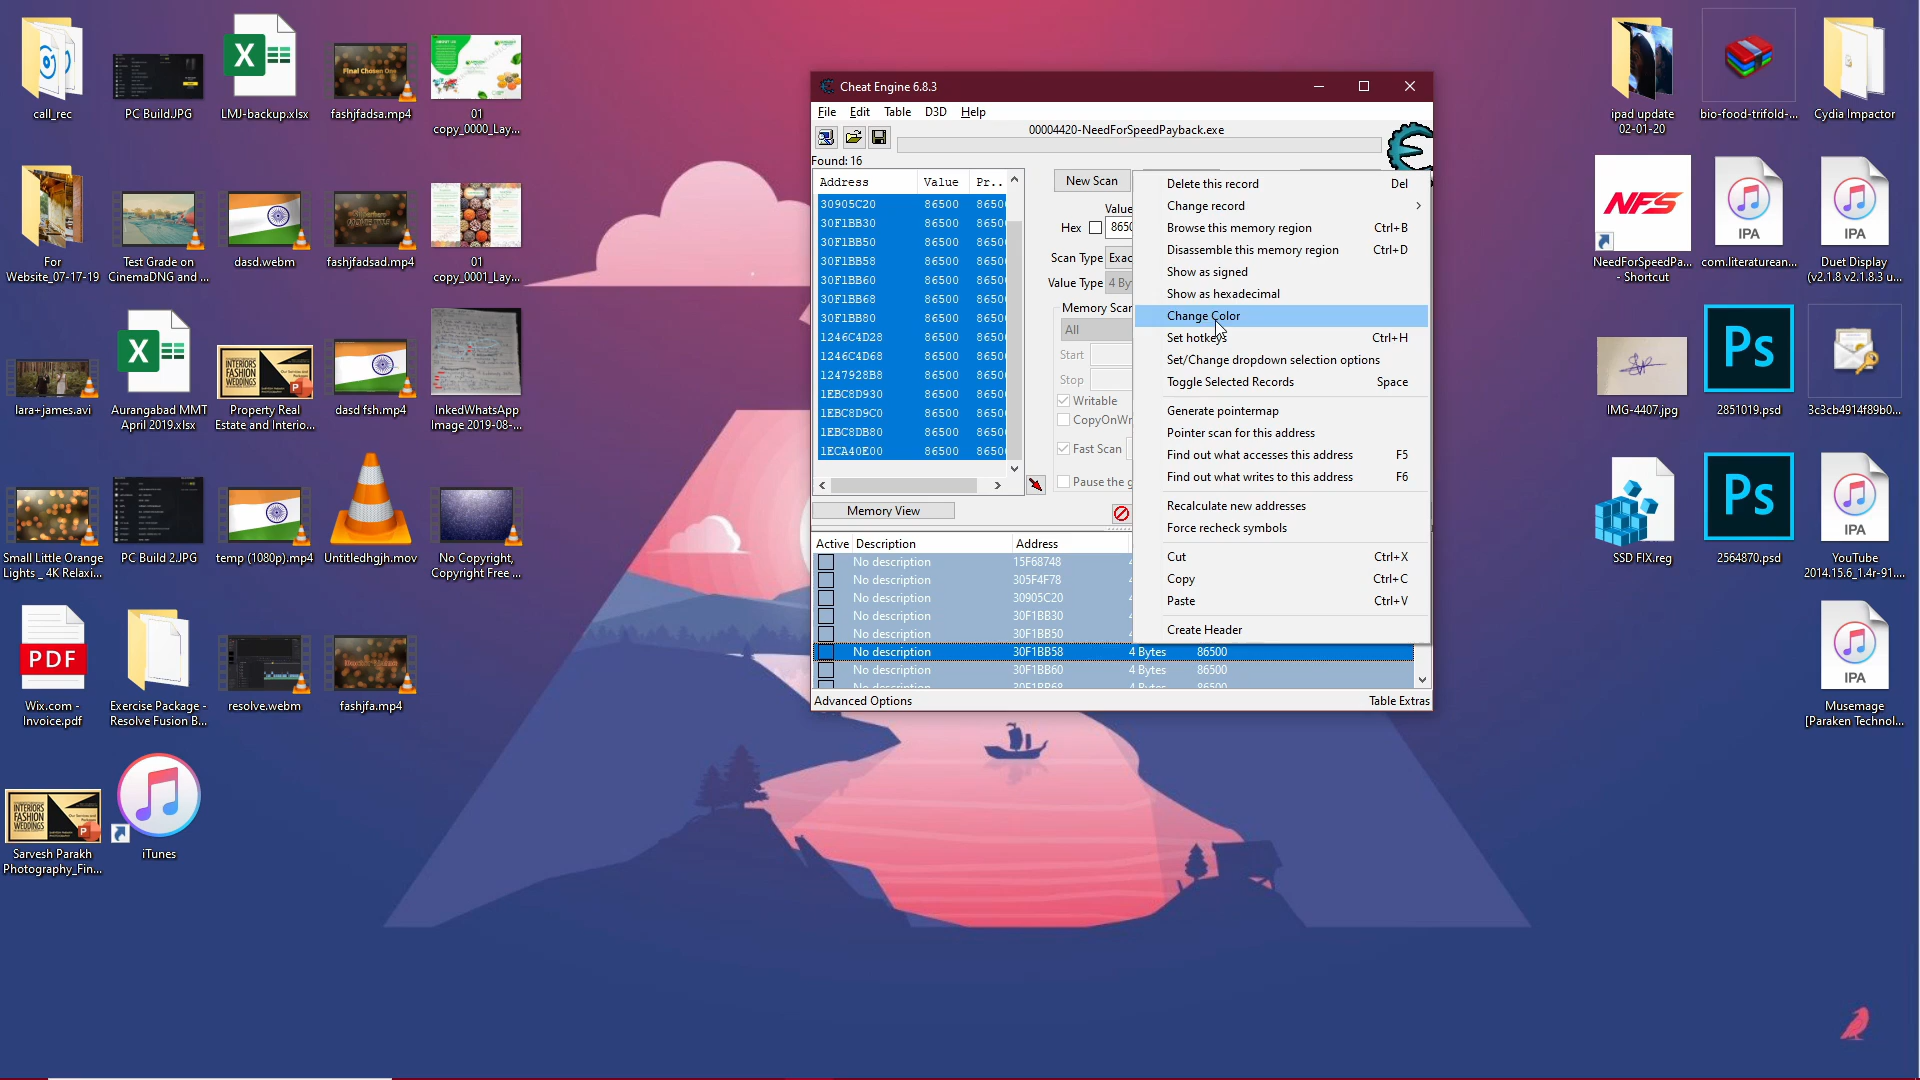 call_rec
PC Build.JPG
LMJ-backup.xlsx
fashjfadsa.mp4
01
copy_0000_Lay...
Final Chosen One
For
Website_07-17-19
Test Grade on
CinemaDNG and ...
dasd.webm
fashjfadsad.mp4
01
copy_0001_Lay...
lara+james.avi
Aurangabad MMT
April 2019.xlsx
INTERIORS
FASHION
WEDDINGS
Property Real
Estate and Interio...
dasd fsh.mp4
InkedWhatsApp
Image 2019-08-...
Small Little Orange
Lights _ 4K Relaxi...
PC Build 2.JPG
temp (1080p).mp4
Untitledhgjh.mov
No Copyright,
Copyright Free ...
PDF
Wix.com -
Invoice.pdf
Exercise Package -
Resolve Fusion B...
resolve.webm
fashjfa.mp4
INTERIORS
FASHION
WEDDINGS
Sarvesh Parakh
Photography_Fin...
iTunes
Cheat Engine 6.8.3
File Edit Table D3D Help
00004420-NeedForSpeedPayback.exe
Found: 16
Address Value Pr..
30905C20 86500 8650
30F1BB30 86500 8650
30F1BB50 86500 8650
30F1BB58 86500 8650
30F1BB60 86500 8650
30F1BB68 86500 8650
30F1BB80 86500 8650
1246C4D28 86500 8650
1246C4D68 86500 8650
1247928B8 86500 8650
1EBC8D930 86500 8650
1EBC8D9C0 86500 8650
1EBC8DB80 86500 8650
1ECA40E00 86500 8650
Memory View
New Scan
Value
Hex 8650
Scan Type Exac
Value Type 4 By
Memory Scan
All
Start
Stop
Writable
CopyOnWr
Fast Scan
Pause the g
Delete this record Del
Change record
Browse this memory region Ctrl+B
Disassemble this memory region Ctrl+D
Show as signed
Show as hexadecimal
Change Color
Set hotkeys Ctrl+H
Set/Change dropdown selection options
Toggle Selected Records Space
Generate pointermap
Pointer scan for this address
Find out what accesses this address F5
Find out what writes to this address F6
Recalculate new addresses
Force recheck symbols
Cut Ctrl+X
Copy Ctrl+C
Paste Ctrl+V
Create Header
Active Description Address
No description 15F68748
No description 305F4F78
No description 30905C20
No description 30F1BB30
No description 30F1BB50
No description 30F1BB58 4 Bytes 86500
No description 30F1BB60 4 Bytes 86500
No description 30F1BB68 4 Bytes 86500
Advanced Options Table Extras
ipad update
02-01-20
bio-food-trifold-...
Cydia Impactor
NFS
NeedForSpeedPa...
- Shortcut
IPA
com.literaturean...
IPA
Duet Display
(v2.1.8 v2.1.8.3 u...
IMG-4407.jpg
Ps
2851019.psd
3c3cb4914f89b0...
SSD FIX.reg
Ps
2564870.psd
IPA
YouTube
2014.15.6_1.4r-91....
IPA
Musemage
[Paraken Technol...